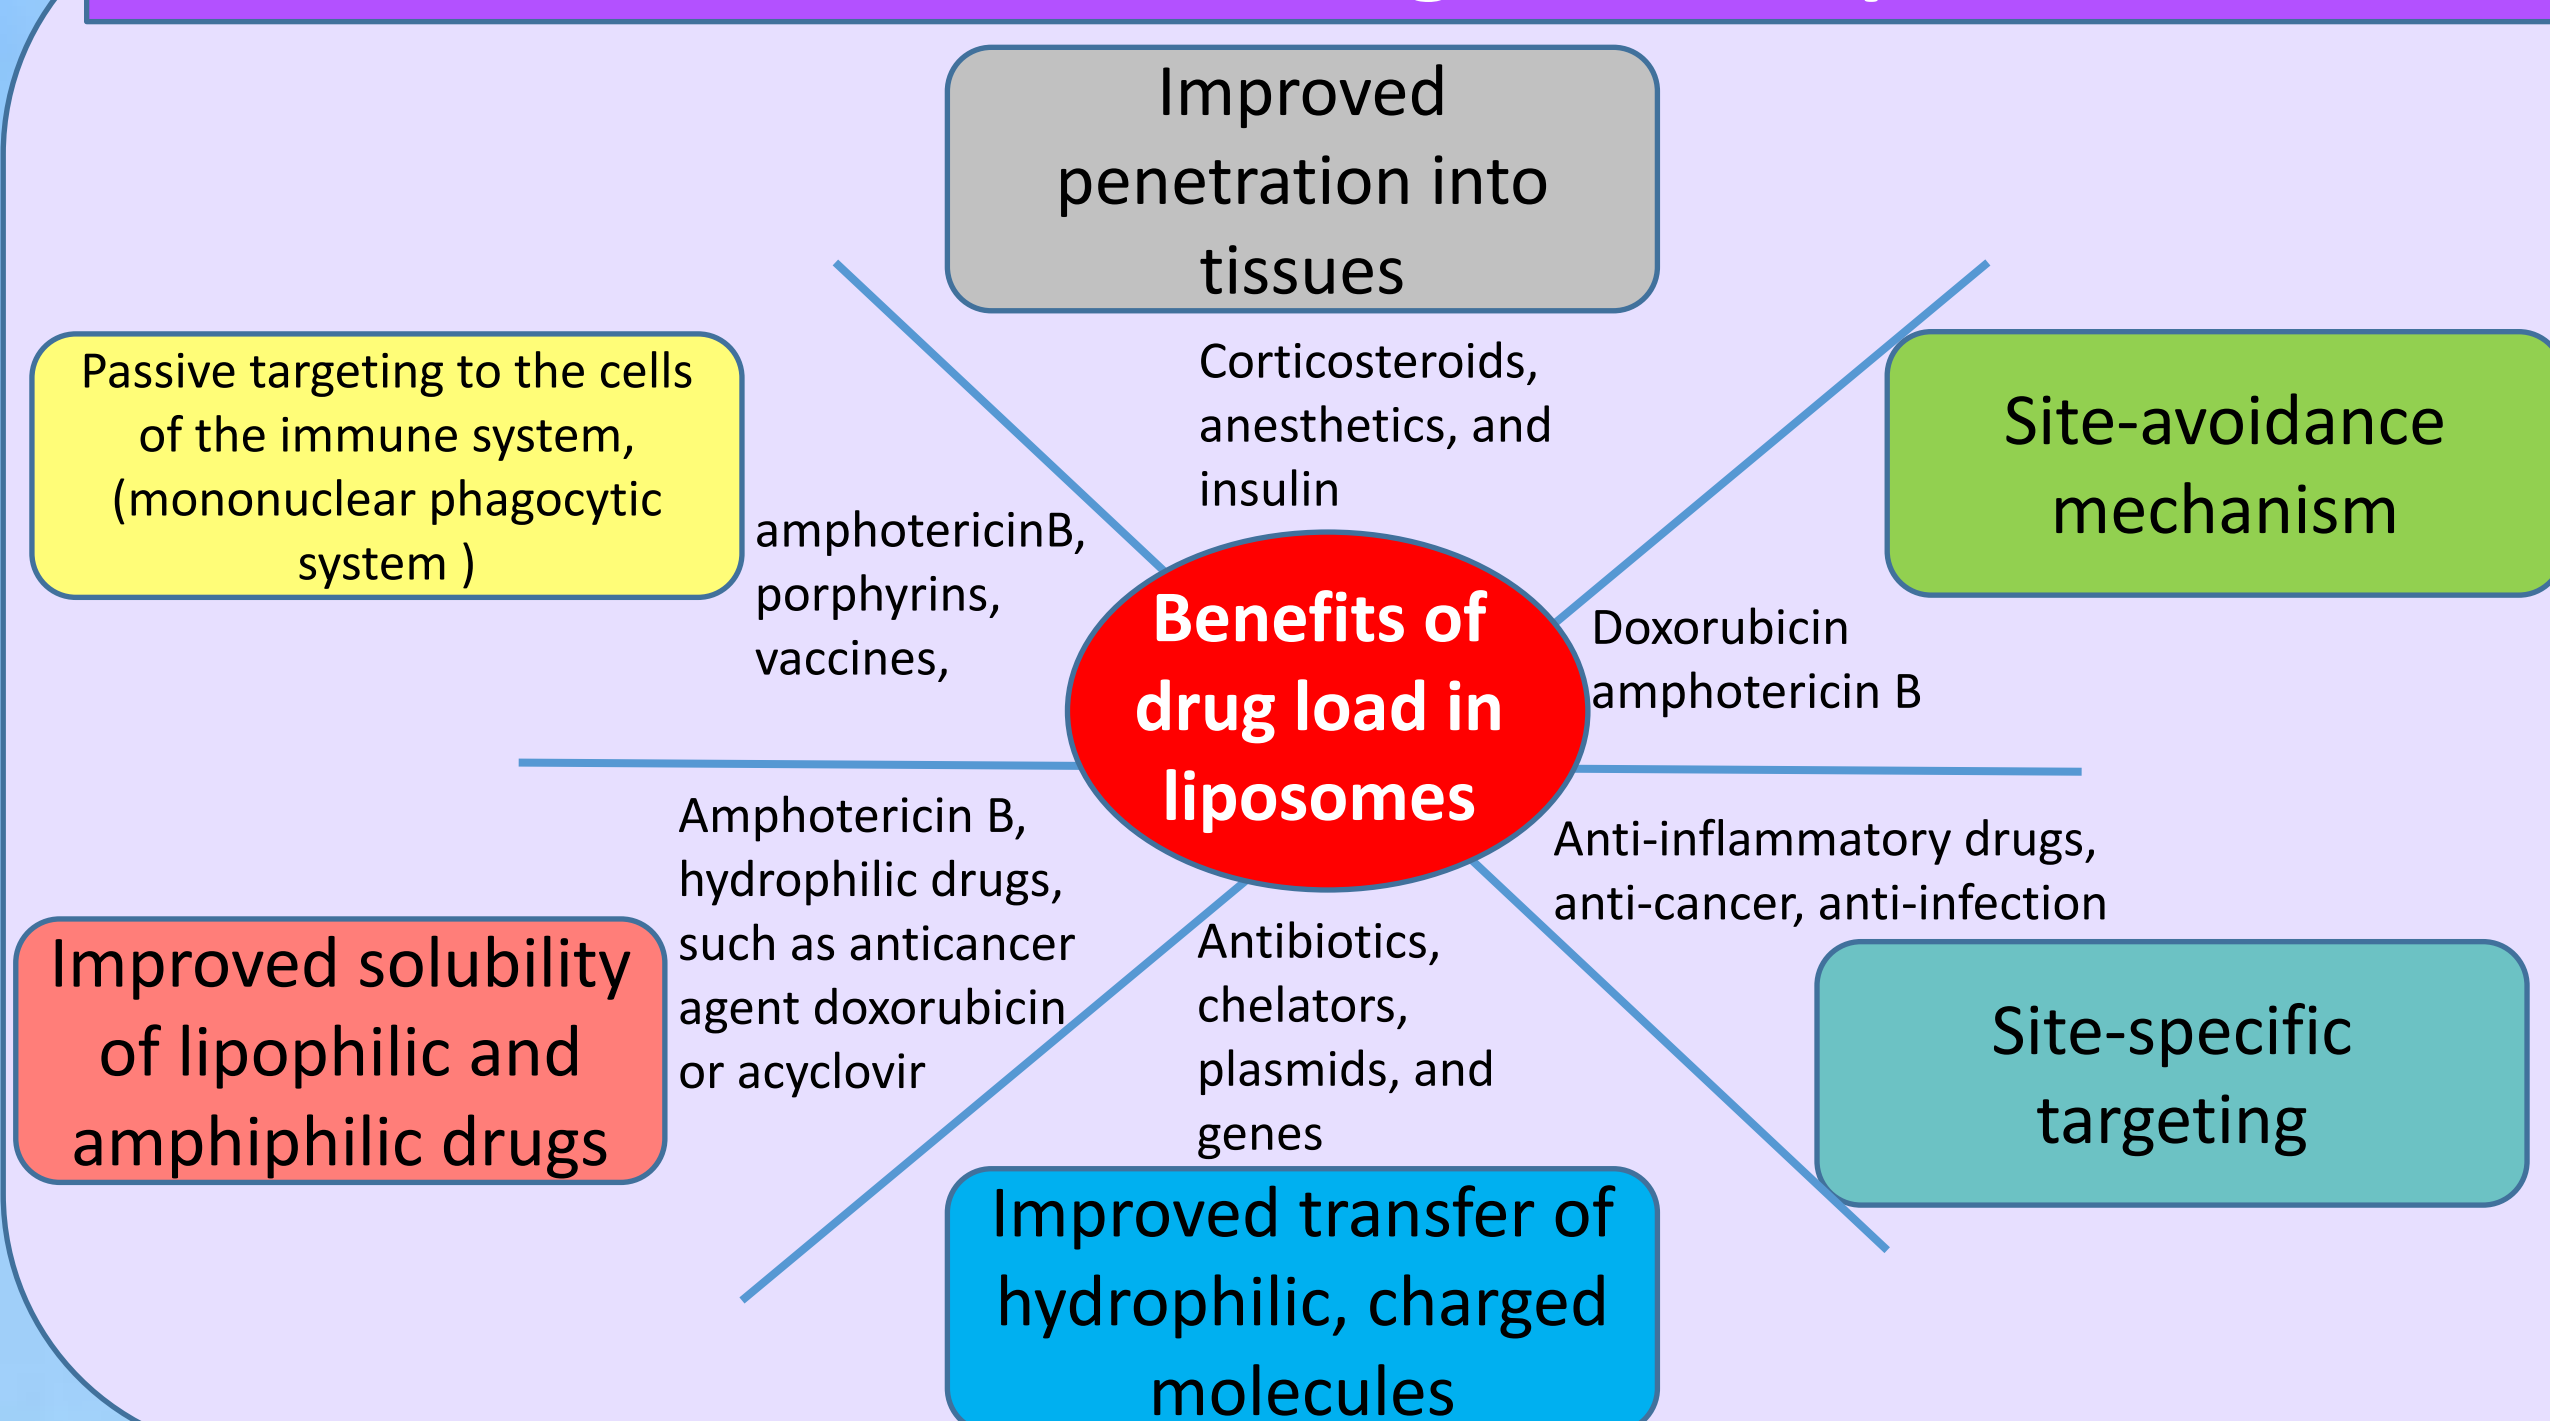 Improved
penetration into
tissues
Corticosteroids,
anesthetics, and
insulin
Passive targeting to the cells
of the immune system,
(mononuclear phagocytic
system )
amphotericinB,
porphyrins,
vaccines,
Site-avoidance
mechanism
Doxorubicin
amphotericin B
Benefits of
drug load in
liposomes
Amphotericin B,
hydrophilic drugs,
such as anticancer
agent doxorubicin
or acyclovir
Improved solubility
of lipophilic and
amphiphilic drugs
Anti-inflammatory drugs,
anti-cancer, anti-infection
Site-specific
targeting
Antibiotics,
chelators,
plasmids, and
genes
Improved transfer of
hydrophilic, charged
molecules